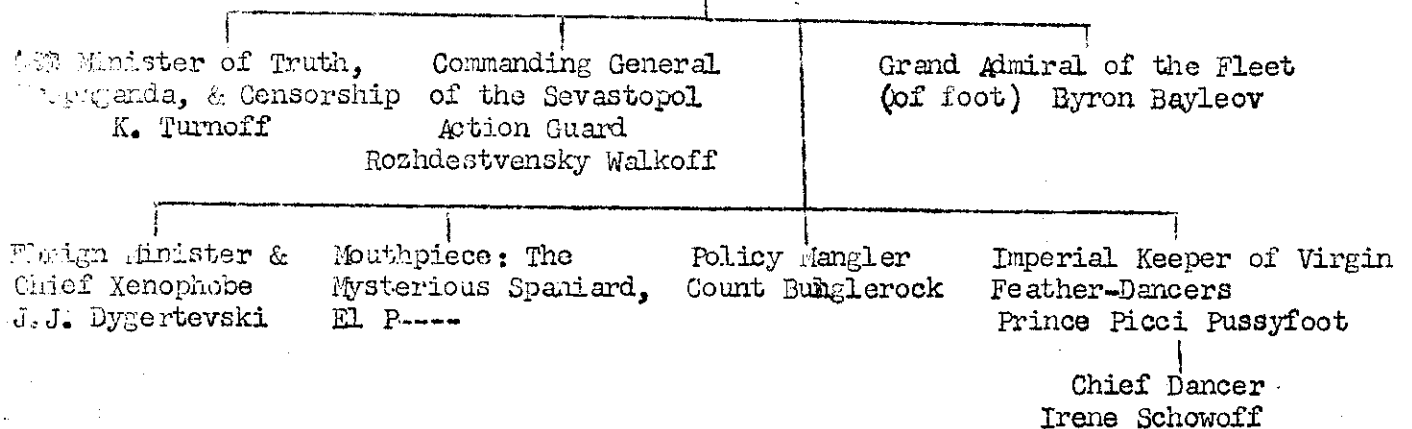 Minister of Truth,
& Censorship
K. Turnoff
Commanding General
of the Sevastopol
Action Guard
Rozhdestvensky Walkoff
Grand Admiral of the Fleet
(of foot) Byron Bayleov
Foreign Minister &
Chief Xenophobe
J.J. Dygertevski
Mouthpiece: The
Mysterious Spaniard,
El P----
Policy Mangler
Count Bunglerock
Imperial Keeper of Virgin
Feather-Dancers
Prince Picci Pussyfoot
Chief Dancer
Irene Schowoff